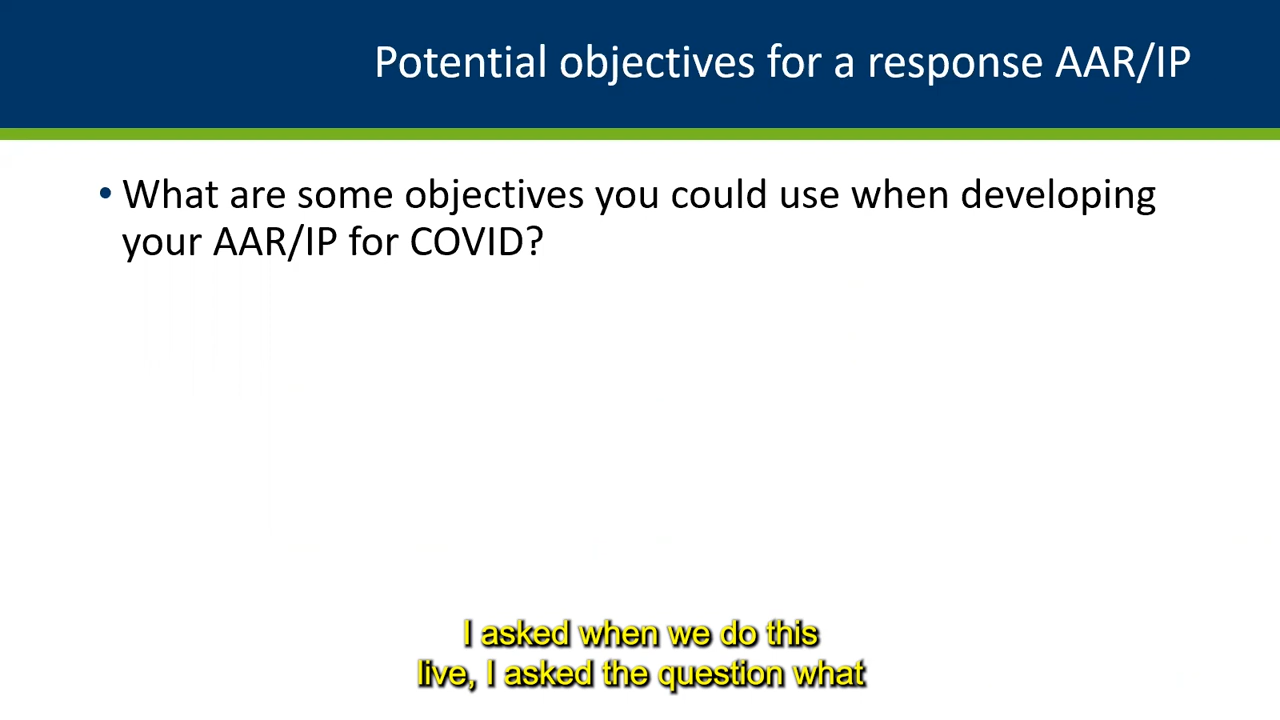 Potential objectives for a response AAR/IP
• What are some objectives you could use when developing
your AAR/IP for COVID?
I asked when we do this
live, I asked the question what